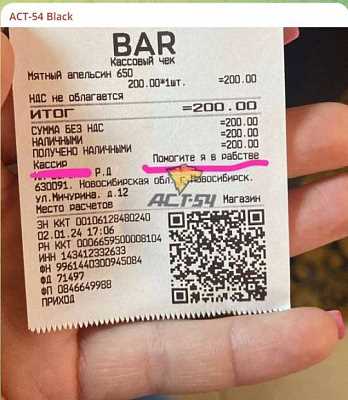 ACT-54 Black
BAR
Кассовый чек
Мятный апельсин 650
200.00*1шт. =200.00
НДС не облагается
ИТОГ =200.00
СУММА БЕЗ НДС =200.00
НАЛИЧНЫМИ =200.00
ПОЛУЧЕНО НАЛИЧНЫМИ =200.00
Кассир Помогите я в рабстве
Р.Д
630091. Новосибирская обл. г.Новосибирск.
ул.Мичурина. д.12
Место расчетов Магазин
АСТ-54
ЗН ККТ 00106128480240
02.01.24 17:06
РН ККТ 0006659500008104
ИНН 143412332633
ФН 9961440300945084
ФД 71497
ФП 0846649988
ПРИХОД